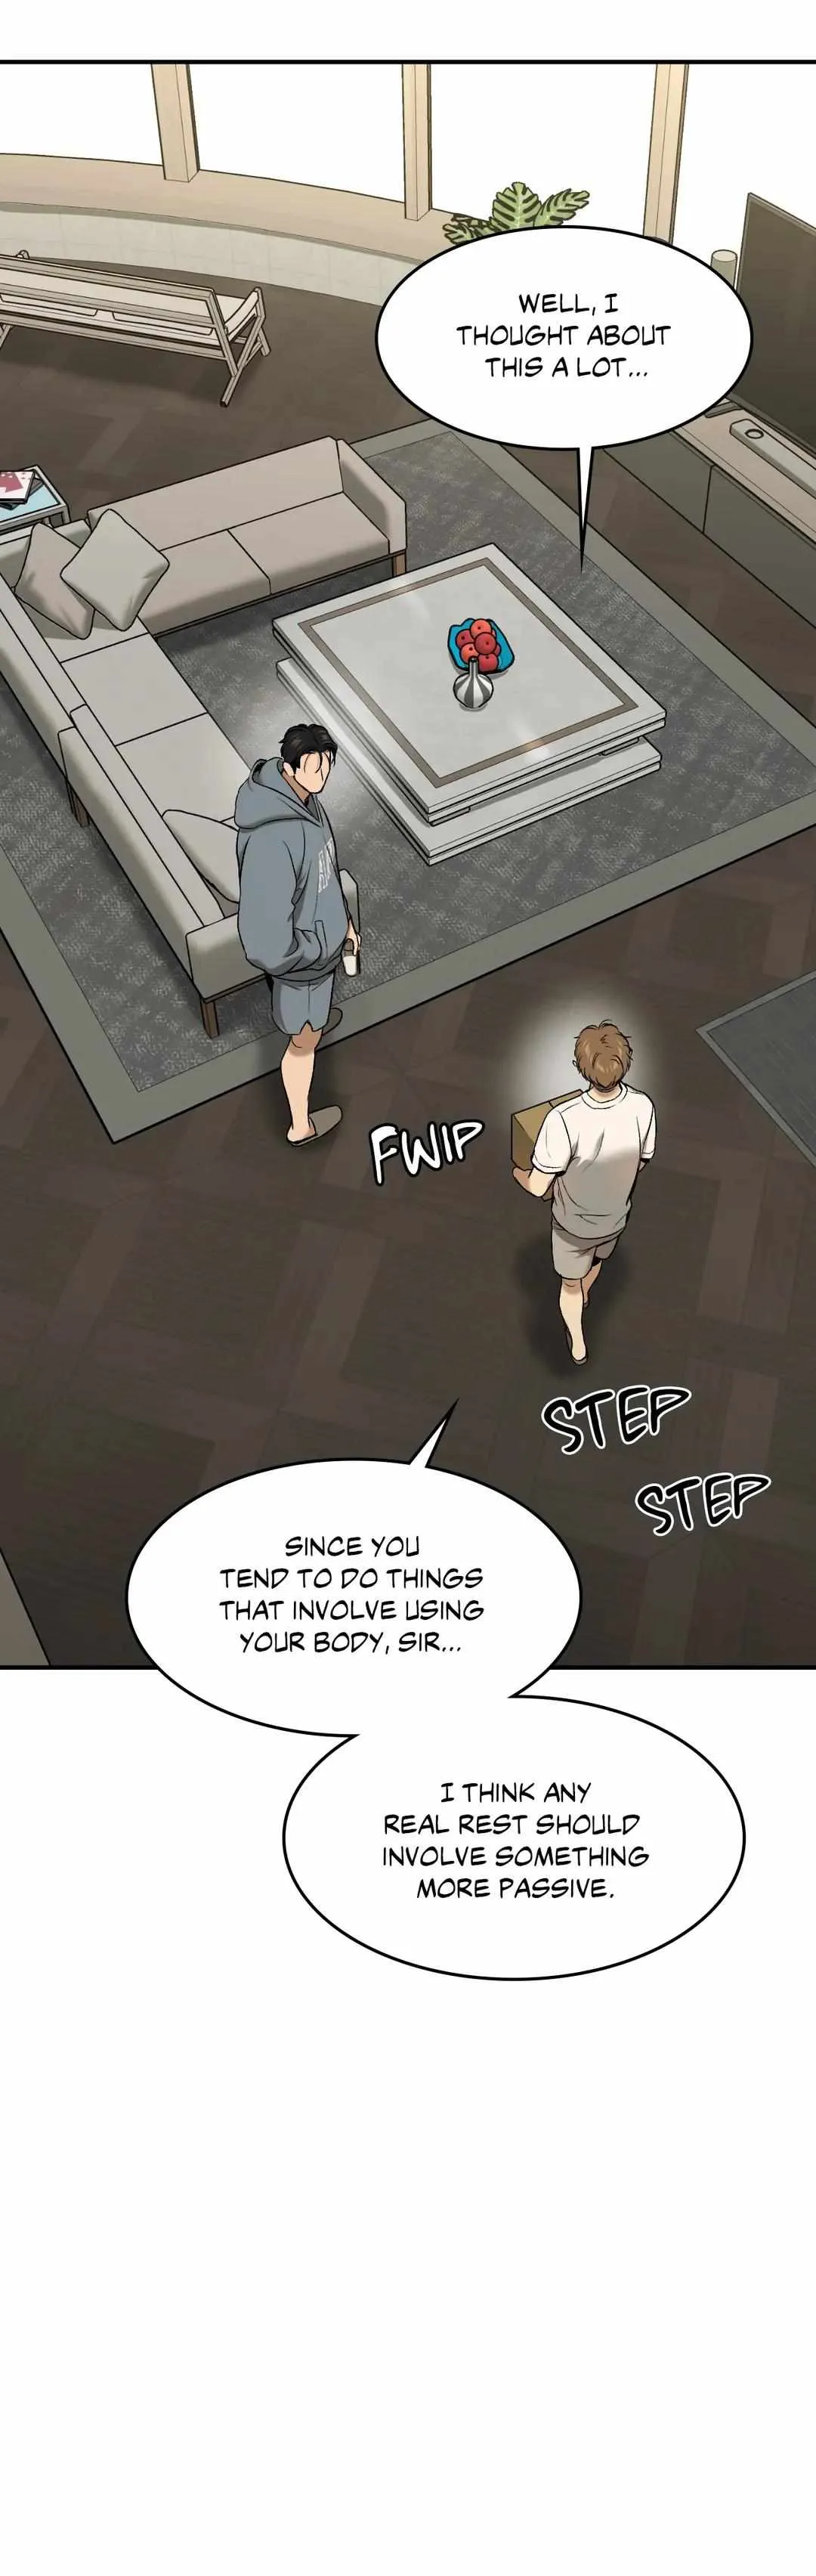 WELL, I
THOUGHT ABOUT
THIS A LOT...
FWIP
STEP
STEP
SINCE YOU
TEND TO DO THINGS
THAT INVOLVE USING
YOUR BODY, SIR...
I THINK ANY
REAL REST SHOULD
INVOLVE SOMETHING
MORE PASSIVE.